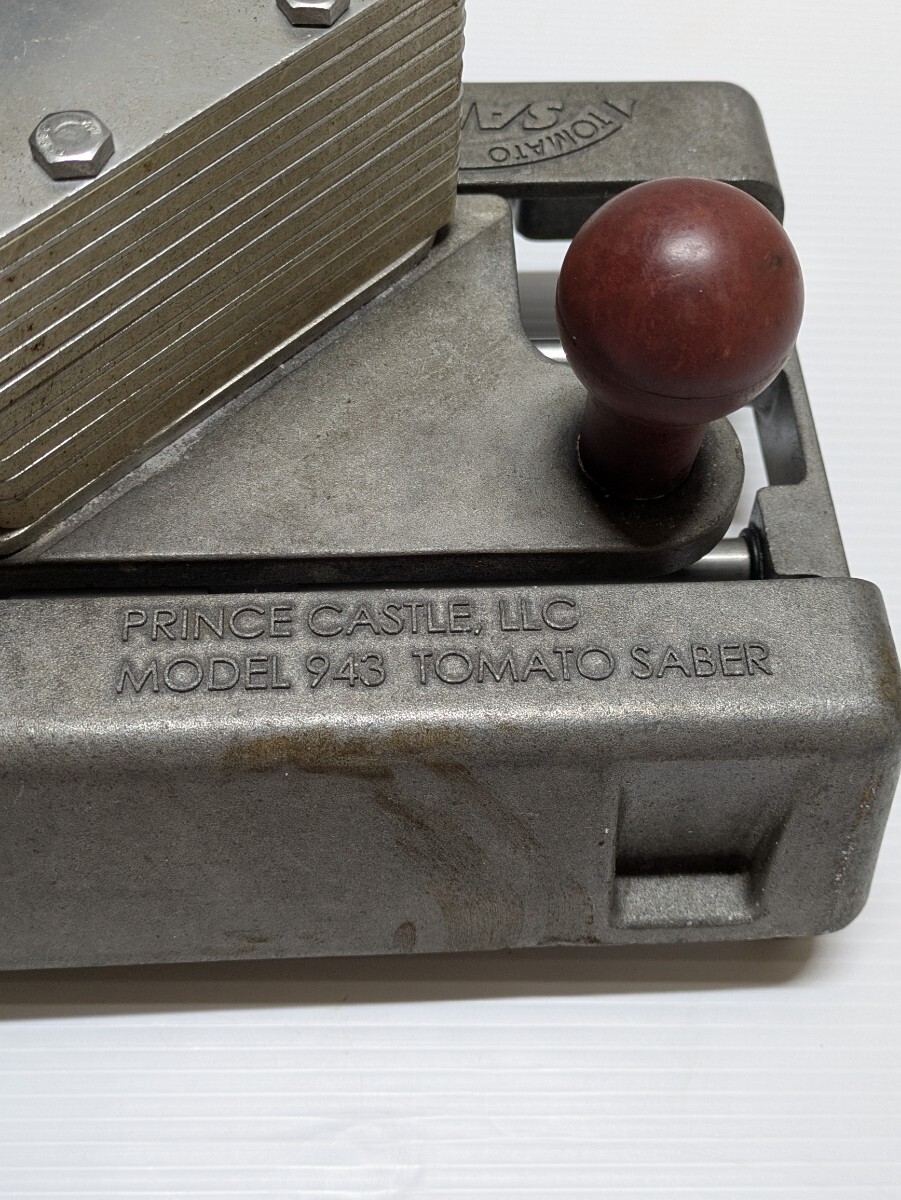 TOMATO
PRINCE CASTLE, LLC
MODEL 943 TOMATO SABER